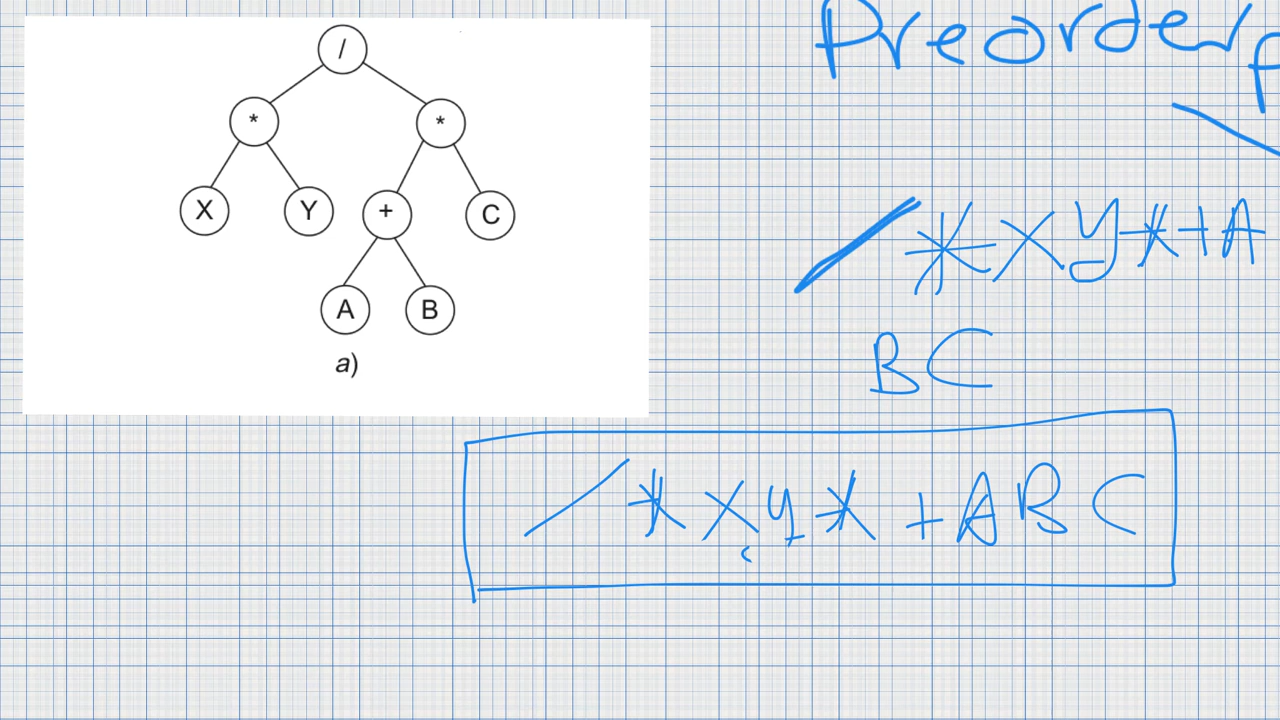 /
* *
X Y + C
A B
a)
Preorder
/ * X Y * + A
B C
/ * X Y * + A B C